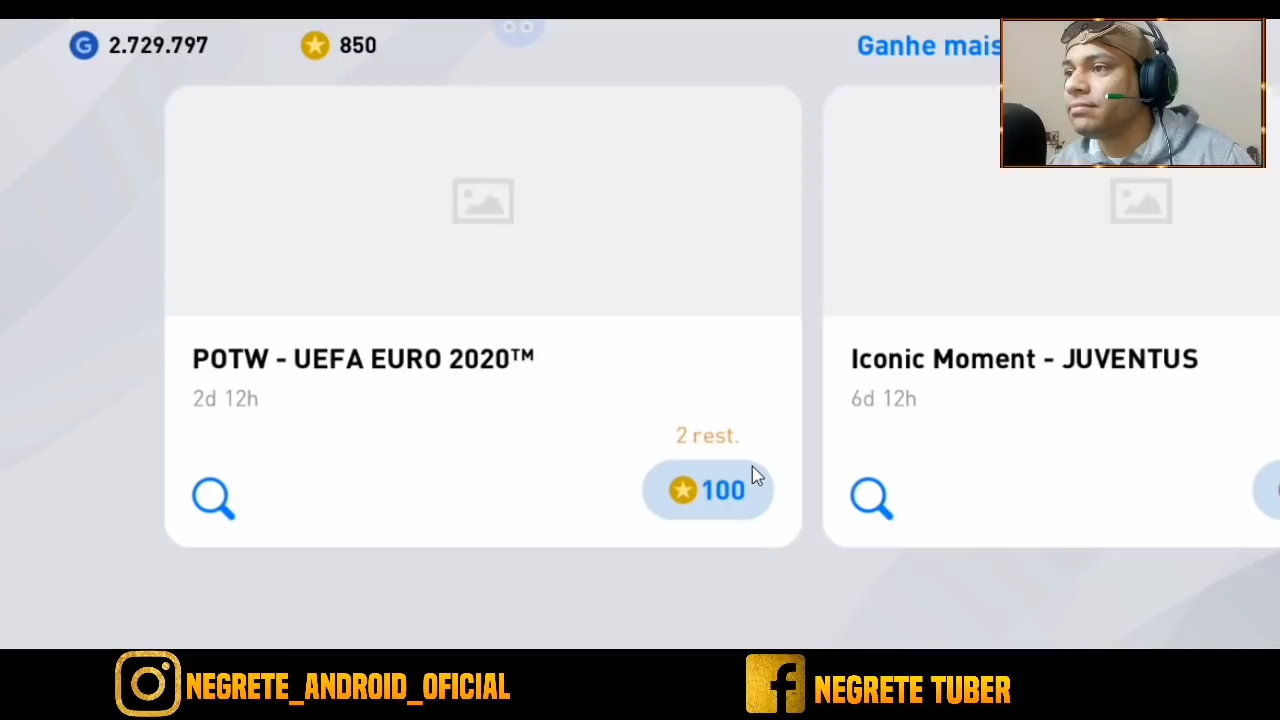 G 2.729.797
850
Ganhe mais
POTW - UEFA EURO 2020™
2d 12h
2 rest.
100
Iconic Moment - JUVENTUS
6d 12h
NEGRETE_ANDROID_OFICIAL
NEGRETE TUBER